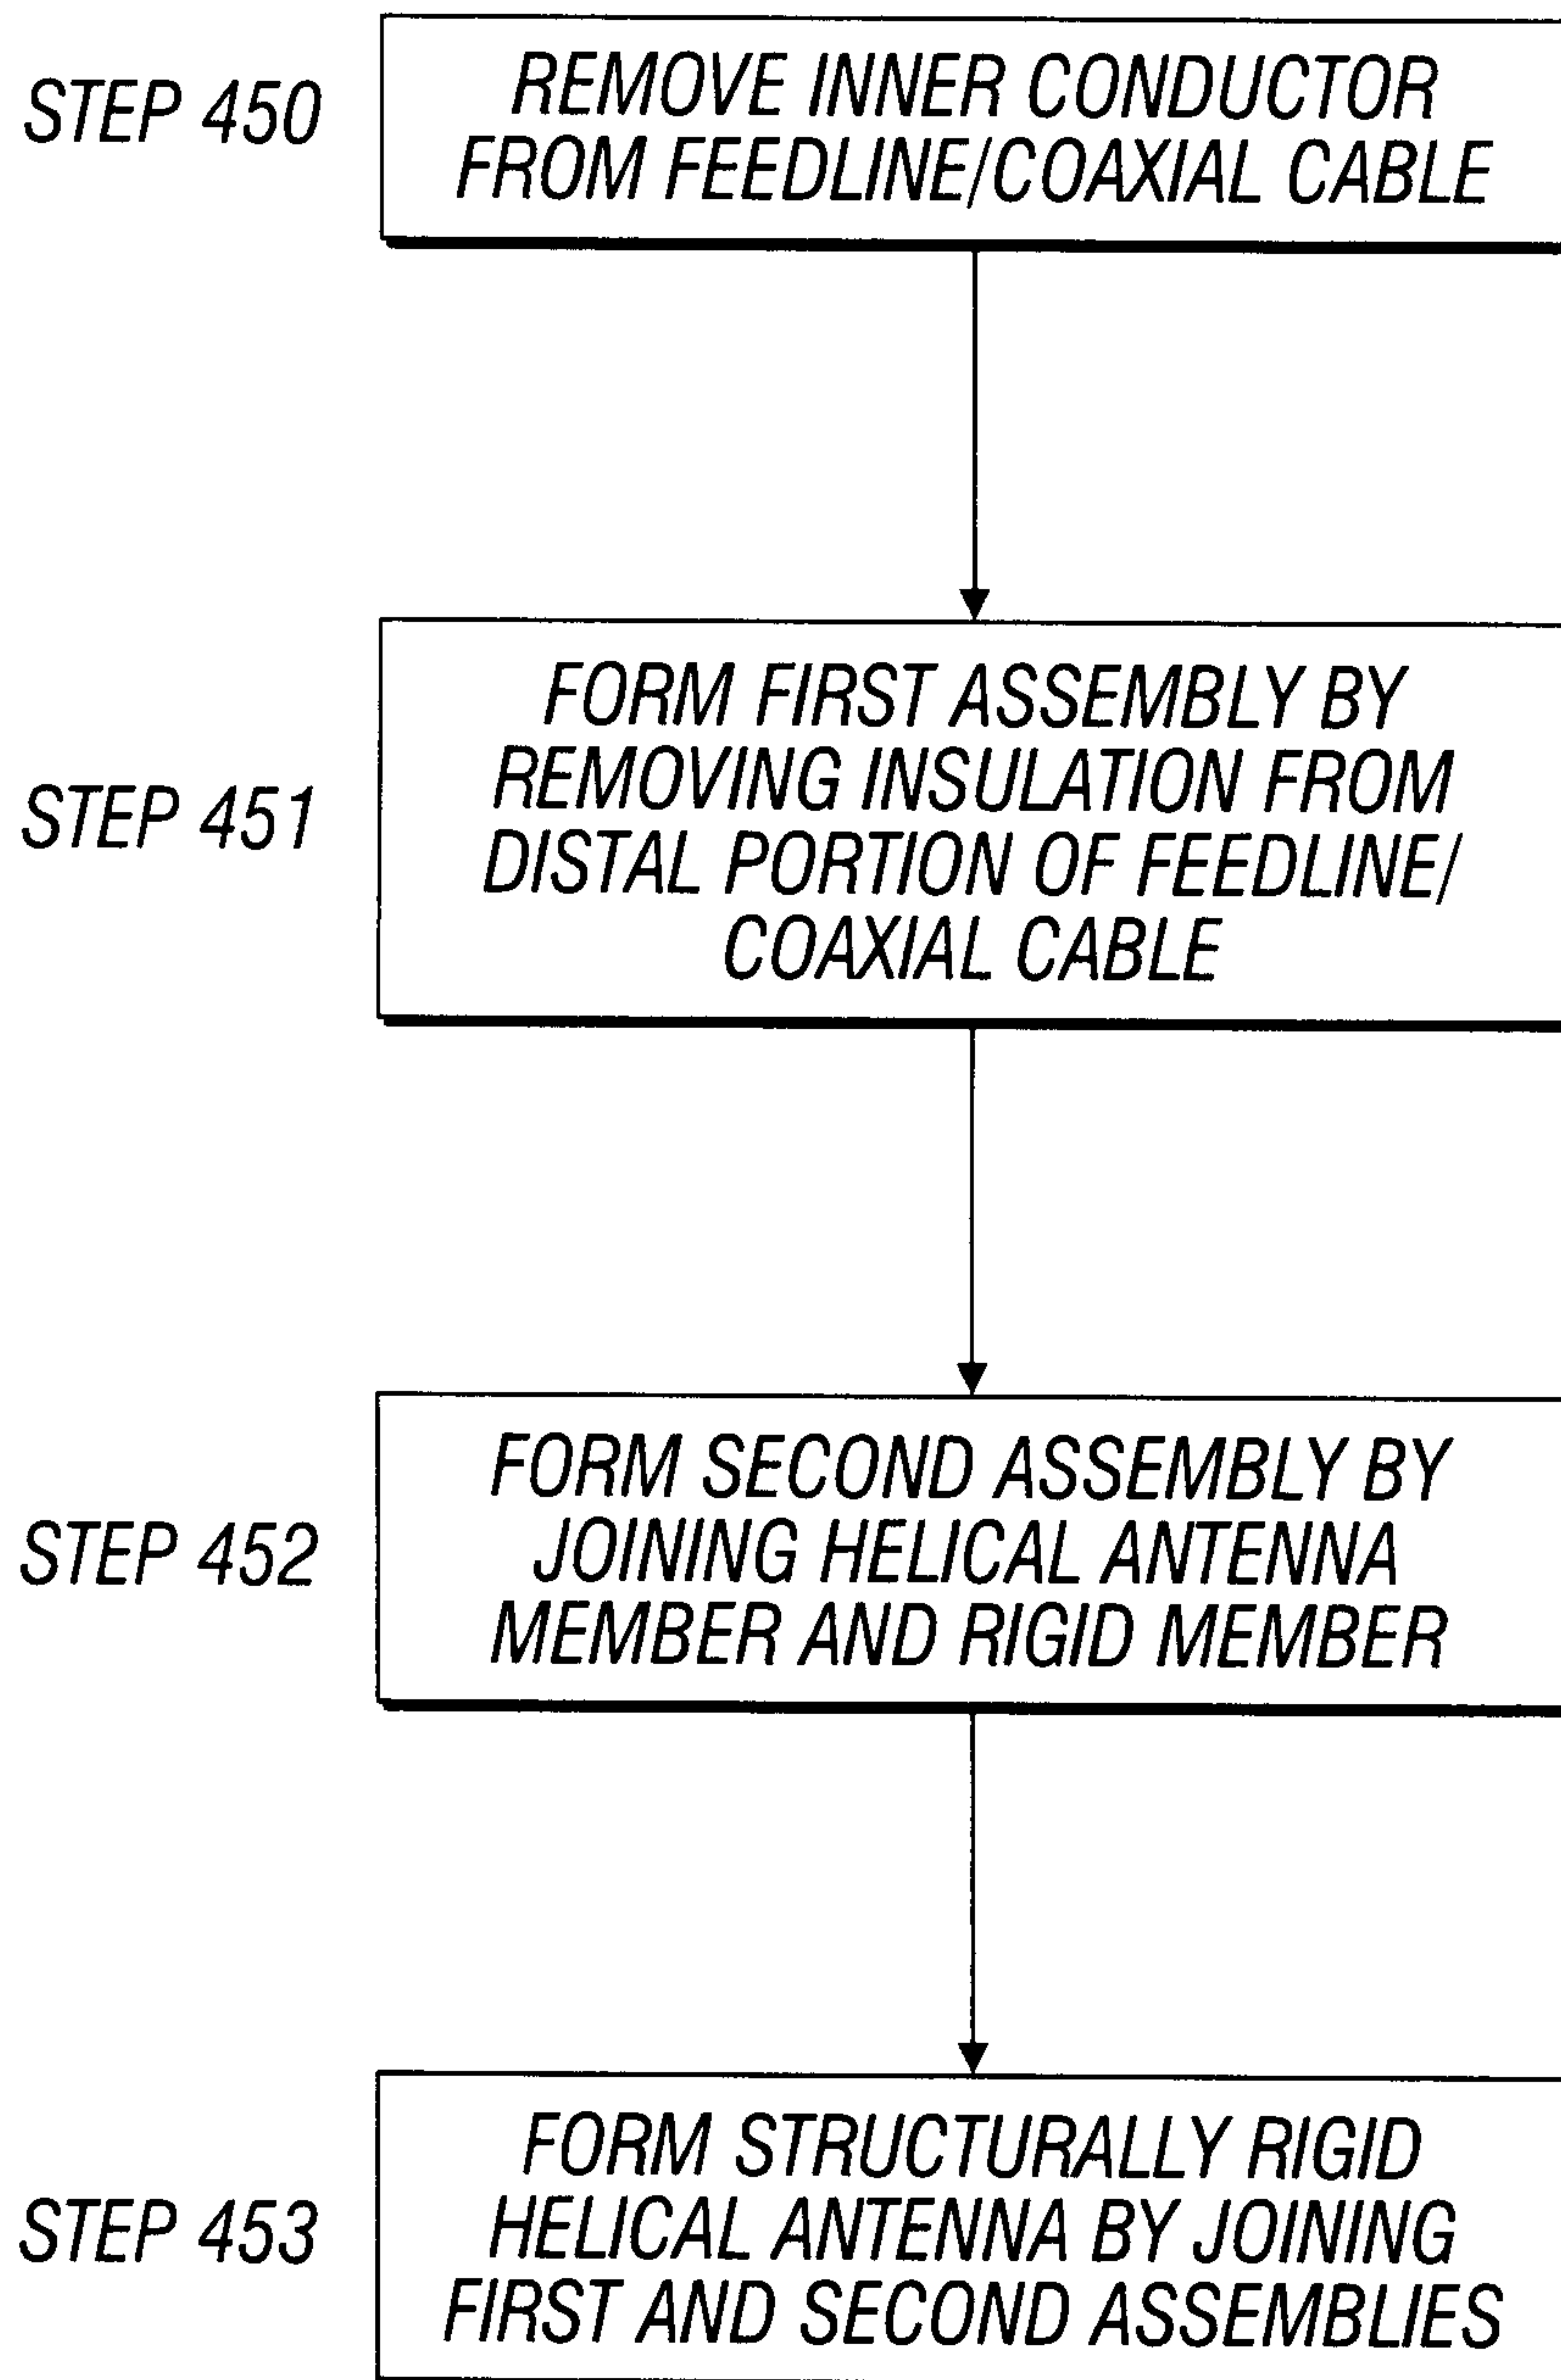 STEP 450
REMOVE INNER CONDUCTOR
FROM FEEDLINE/COAXIAL CABLE
STEP 451
FORM FIRST ASSEMBLY BY
REMOVING INSULATION FROM
DISTAL PORTION OF FEEDLINE/
COAXIAL CABLE
STEP 452
FORM SECOND ASSEMBLY BY
JOINING HELICAL ANTENNA
MEMBER AND RIGID MEMBER
STEP 453
FORM STRUCTURALLY RIGID
HELICAL ANTENNA BY JOINING
FIRST AND SECOND ASSEMBLIES